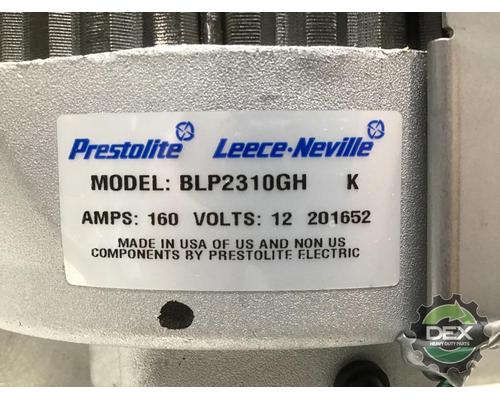 Prestolite Leece-Neville
MODEL: BLP2310GH K
AMPS: 160 VOLTS: 12 201652
MADE IN USA OF US AND NON US
COMPONENTS BY PRESTOLITE ELECTRIC
DEX
HEAVY DUTY PARTS